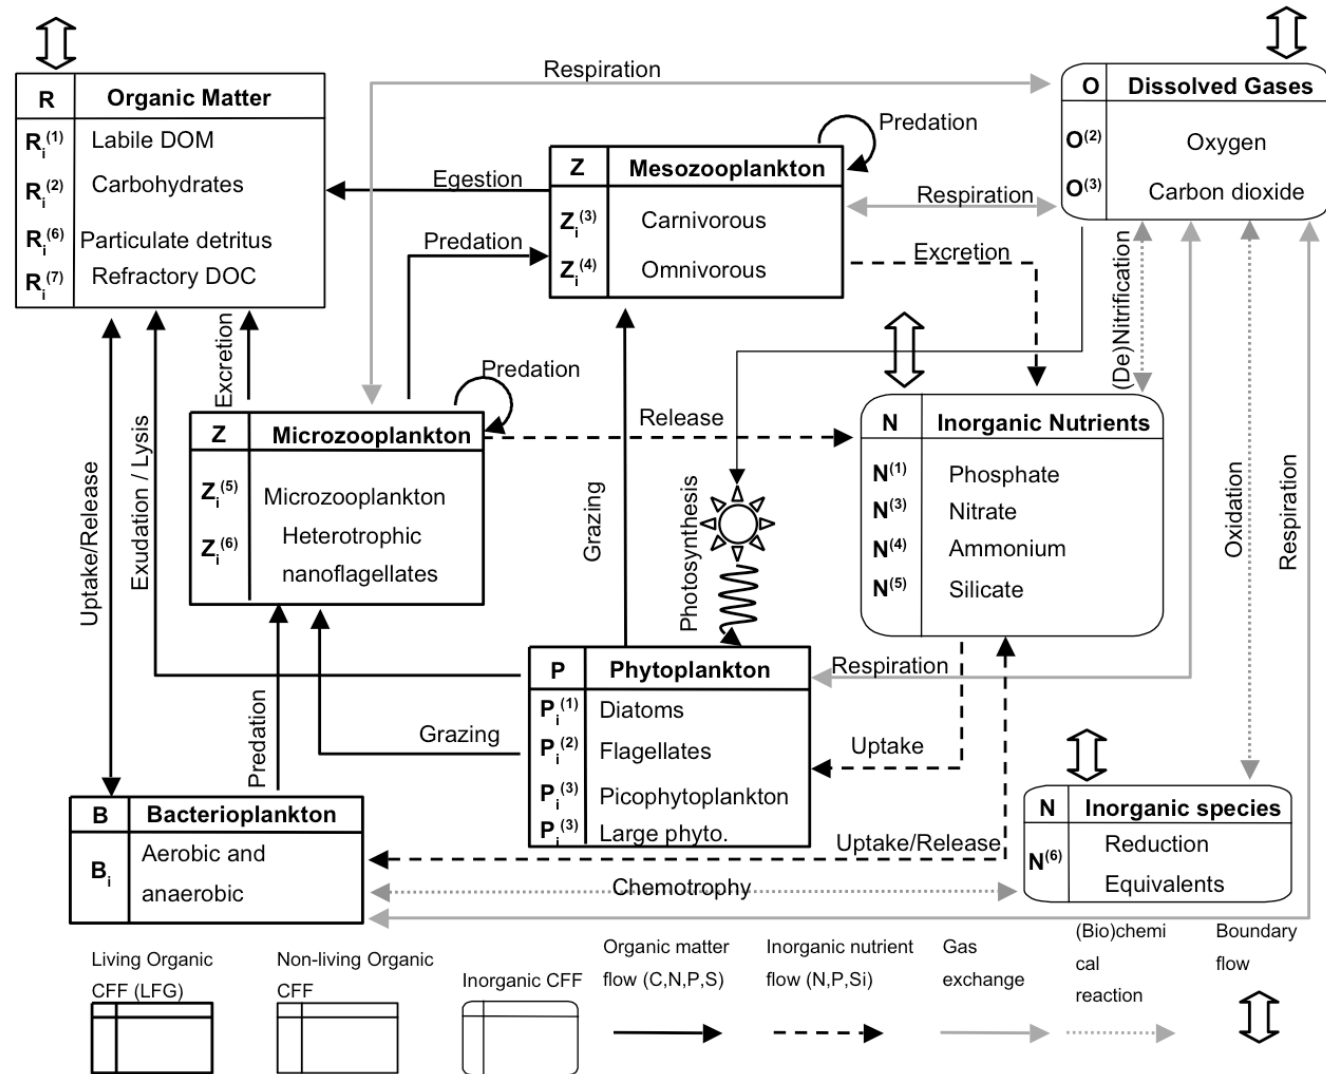 Respiration
R Organic Matter
R_i^(1) Labile DOM
R_i^(2) Carbohydrates
R_i^(6) Particulate detritus
R_i^(7) Refractory DOC
O Dissolved Gases
O^(2) Oxygen
O^(3) Carbon dioxide
Predation
Z Mesozooplankton
Z_i^(3) Carnivorous
Z_i^(4) Omnivorous
Egestion
Respiration
Predation
Excretion
(De)Nitrification
Excretion
Predation
Z Microzooplankton
Z_i^(5) Microzooplankton
Z_i^(6) Heterotrophic
nanoflagellates
Release
N Inorganic Nutrients
N^(1) Phosphate
N^(3) Nitrate
N^(4) Ammonium
N^(5) Silicate
Uptake/Release
Exudation / Lysis
Grazing
Photosynthesis
Oxidation
Respiration
P Phytoplankton
P_i^(1) Diatoms
P_i^(2) Flagellates
P_i^(3) Picophytoplankton
P_i^(3) Large phyto.
Respiration
Predation
Grazing
Uptake
B Bacterioplankton
B_i Aerobic and
anaerobic
Uptake/Release
Chemotrophy
N Inorganic species
N^(6) Reduction
Equivalents
Living Organic
CFF (LFG)
Non-living Organic
CFF
Inorganic CFF
Organic matter
flow (C,N,P,S)
Inorganic nutrient
flow (N,P,Si)
Gas
exchange
(Bio)chemi
cal
reaction
Boundary
flow